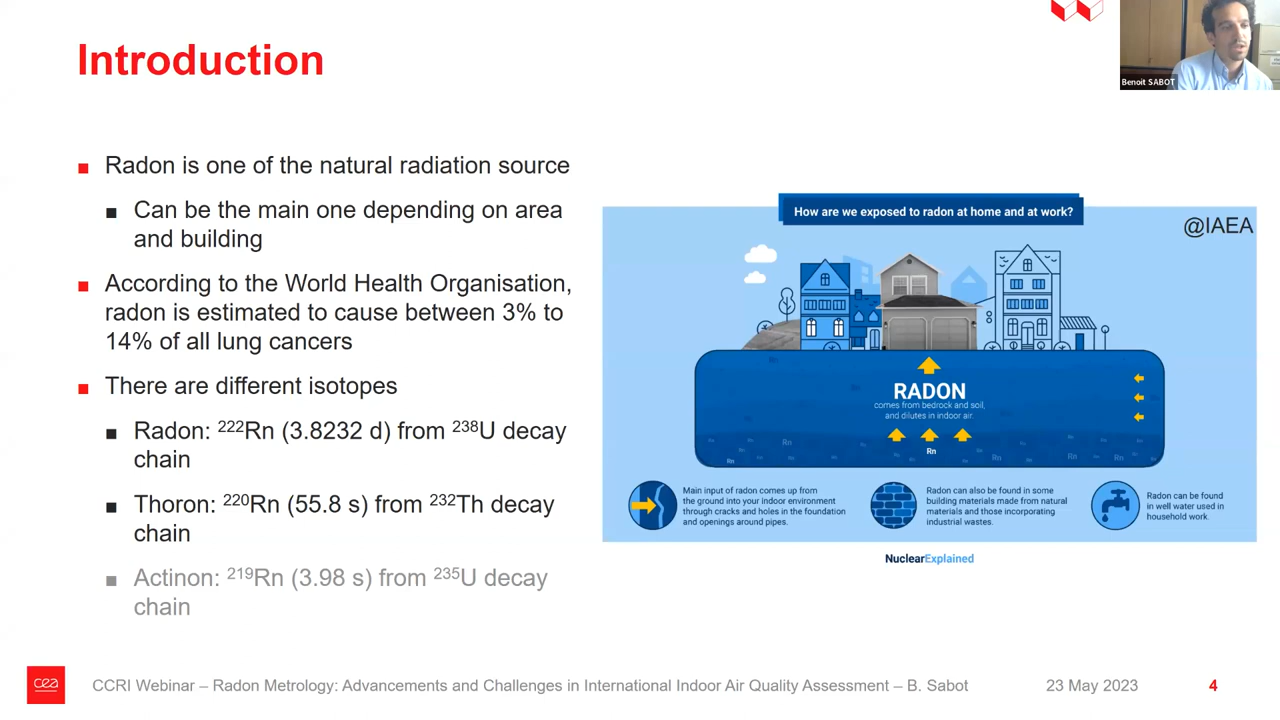 Introduction
Benoit SABOT
■ Radon is one of the natural radiation source
■ Can be the main one depending on area
and building
■ According to the World Health Organisation,
radon is estimated to cause between 3% to
14% of all lung cancers
■ There are different isotopes
■ Radon: ²²²Rn (3.8232 d) from ²³⁸U decay
chain
■ Thoron: ²²⁰Rn (55.8 s) from ²³²Th decay
chain
■ Actinon: ²¹⁹Rn (3.98 s) from ²³⁵U decay
chain
How are we exposed to radon at home and at work?
@IAEA
RADON
comes from bedrock and soil,
and dilutes in indoor air.
Rn
Main input of radon comes up from
the ground into your indoor environment
through cracks and holes in the foundation
and openings around pipes.
Radon can also be found in some
building materials made from natural
materials and those incorporating
industrial wastes.
Radon can be found
in well water used in
household work.
NuclearExplained
cea
CCRI Webinar – Radon Metrology: Advancements and Challenges in International Indoor Air Quality Assessment – B. Sabot
23 May 2023
4